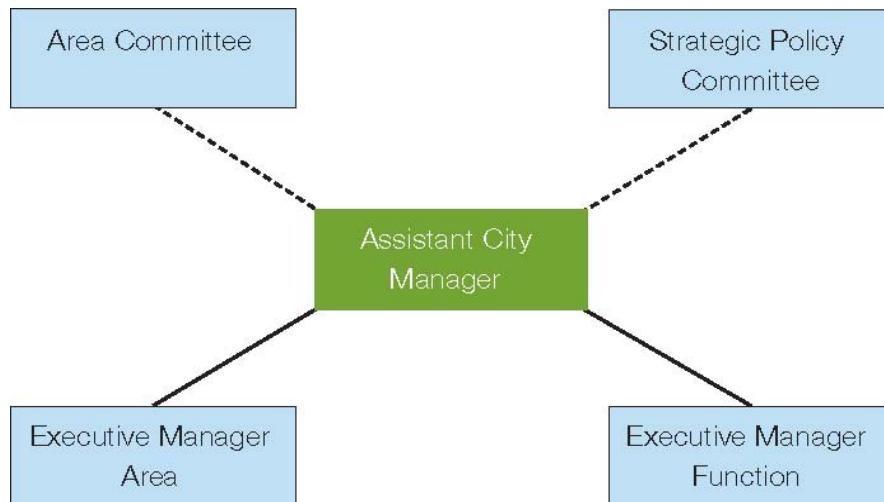 Area Committee
Strategic Policy
Committee
Assistant City
Manager
Executive Manager
Area
Executive Manager
Function